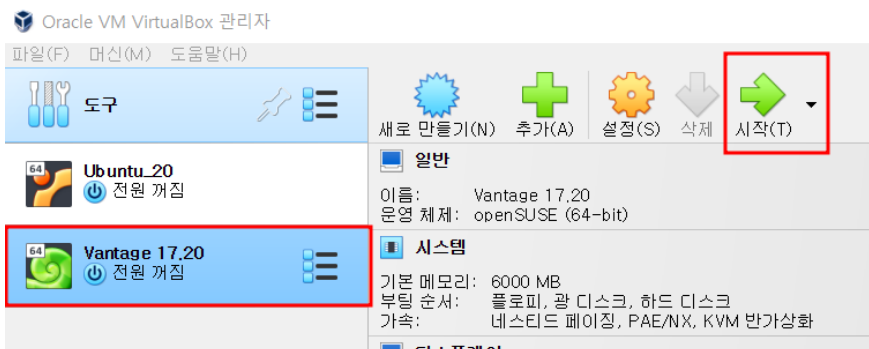 Oracle VM VirtualBox 관리자
파일(F) 머신(M) 도움말(H)
도구
새로 만들기(N) 추가(A) 설정(S) 삭제 시작(T)
64 Ubuntu_20
전원 꺼짐
64 Vantage 17.20
전원 꺼짐
일반
이름: Vantage 17.20
운영 체제: openSUSE (64-bit)
시스템
기본 메모리: 6000 MB
부팅 순서: 플로피, 광 디스크, 하드 디스크
가속: 네스티드 페이징, PAE/NX, KVM 반가상화